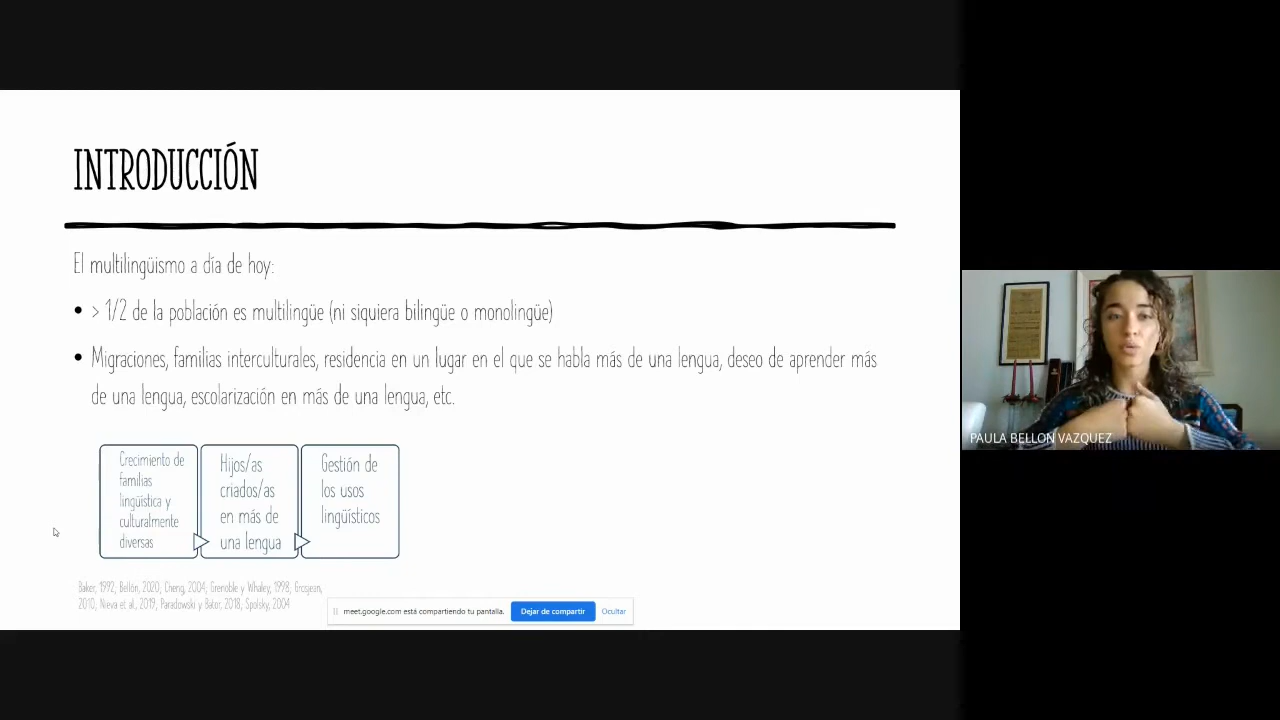 INTRODUCCIÓN
El multilingüismo a día de hoy:
• > 1/2 de la población es multilingüe (ni siquiera bilingüe o monolingüe)
• Migraciones, familias interculturales, residencia en un lugar en el que se habla más de una lengua, deseo de aprender más
de una lengua, escolarización en más de una lengua, etc.
Crecimiento de
familias
lingüística y
culturalmente
diversas
Hijos/as
criados/as
en más de
una lengua
Gestión de
los usos
lingüísticos
Baker, 1992; Bellón, 2020; Cheng, 2004; Grenoble y Whaley, 1998; Grosjean,
2010; Nieva et al., 2019; Paradowski y Bator, 2018; Spolsky, 2004
meet.google.com está compartiendo tu pantalla.
Dejar de compartir
Ocultar
PAULA BELLON VAZQUEZ